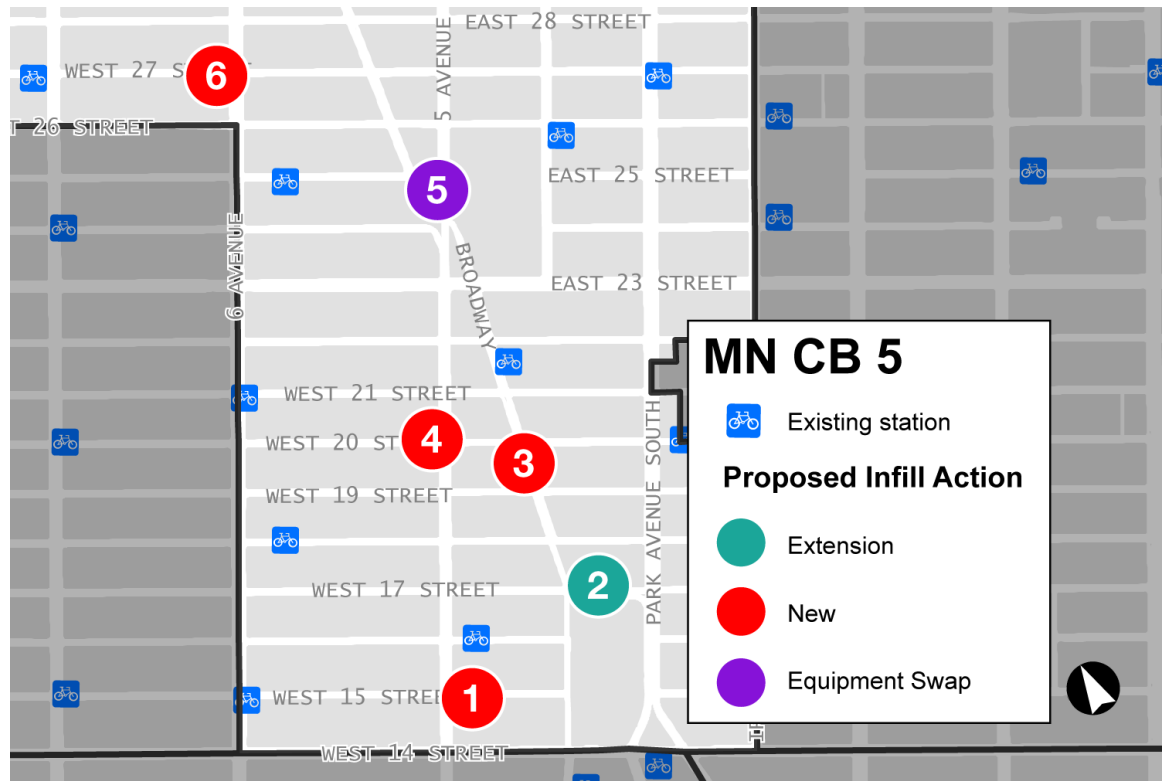 EAST 28 STREET
5 AVENUE
WEST 27 S
6
T 26 STREET
EAST 25 STREET
5
6 AVENUE
BROADWAY
EAST 23 STREET
MN CB 5
WEST 21 STREET
Existing station
WEST 20 ST
4
3
PARK AVENUE SOUTH
Proposed Infill Action
WEST 19 STREET
Extension
WEST 17 STREET
2
New
WEST 15 STREE
1
Equipment Swap
WEST 14 STREET